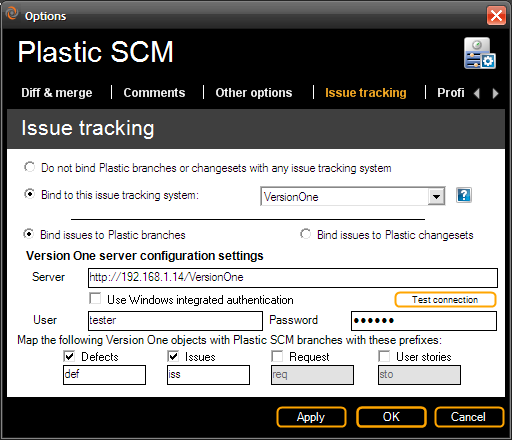 Options
Plastic SCM
Diff & merge | Comments | Other options | Issue tracking | Profi
Issue tracking
Do not bind Plastic branches or changesets with any issue tracking system
Bind to this issue tracking system: VersionOne ?
Bind issues to Plastic branches Bind issues to Plastic changesets
Version One server configuration settings
Server http://192.168.1.14/VersionOne
Use Windows integrated authentication Test connection
User tester Password ••••••
Map the following Version One objects with Plastic SCM branches with these prefixes:
Defects Issues Request User stories
def iss req sto
Apply OK Cancel